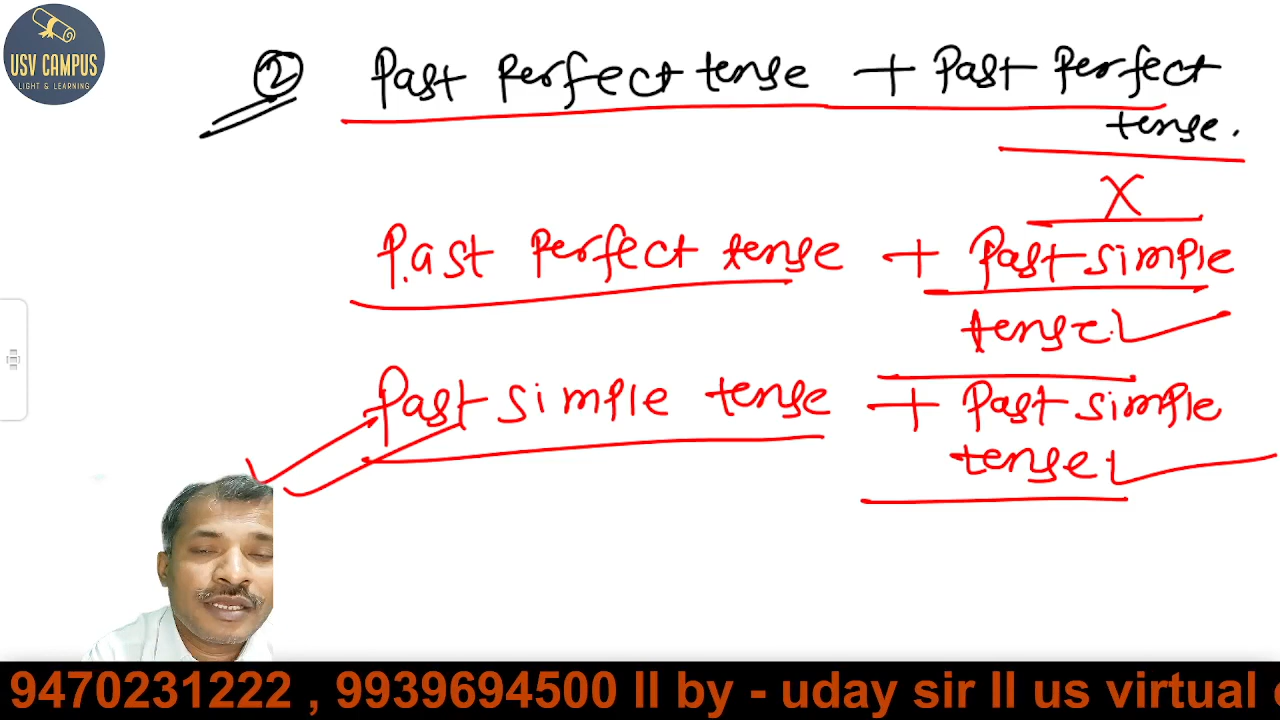 USV CAMPUS
LIGHT & LEARNING
② Past Perfect tense + Past Perfect
tense.
X
Past Perfect tense + Past simple
tense. ✓
Past simple tense + Past simple
tense ✓
9470231222 , 9939694500 ll by - uday sir ll us virtual